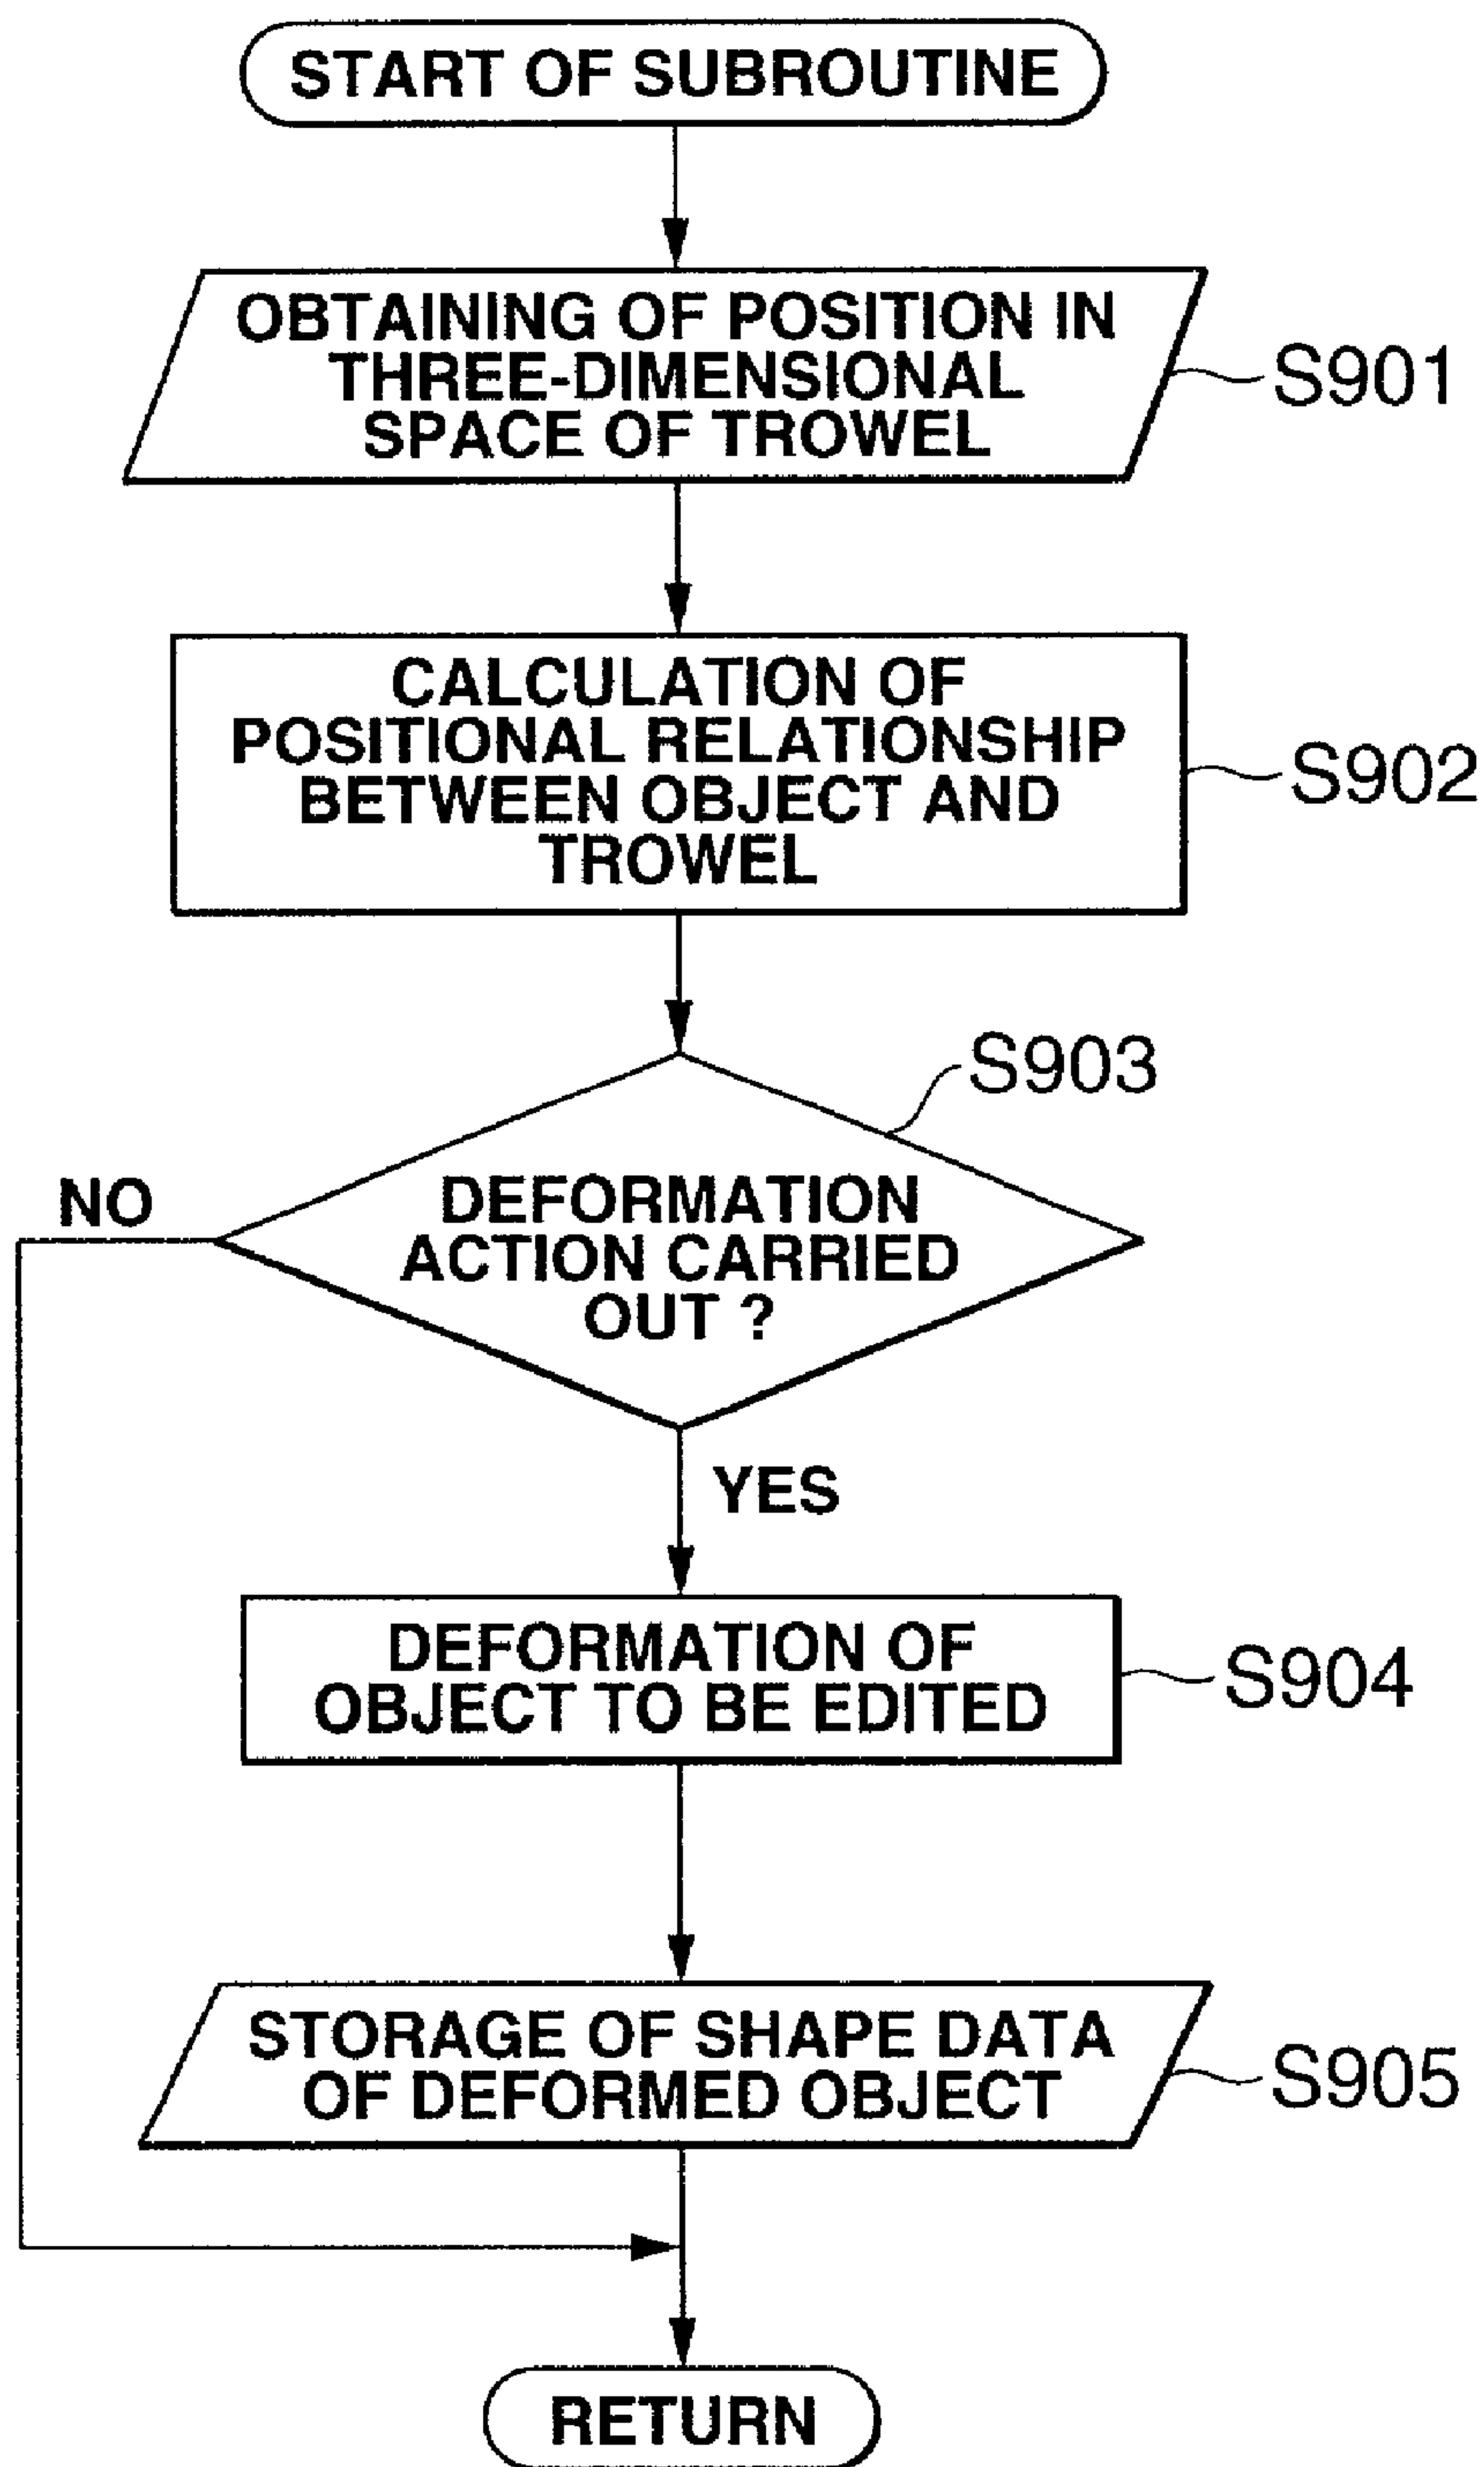 START OF SUBROUTINE
OBTAINING OF POSITION IN
THREE-DIMENSIONAL
SPACE OF TROWEL
S901
CALCULATION OF
POSITIONAL RELATIONSHIP
BETWEEN OBJECT AND
TROWEL
S902
S903
NO
DEFORMATION
ACTION CARRIED
OUT ?
YES
DEFORMATION OF
OBJECT TO BE EDITED
S904
STORAGE OF SHAPE DATA
OF DEFORMED OBJECT
S905
RETURN